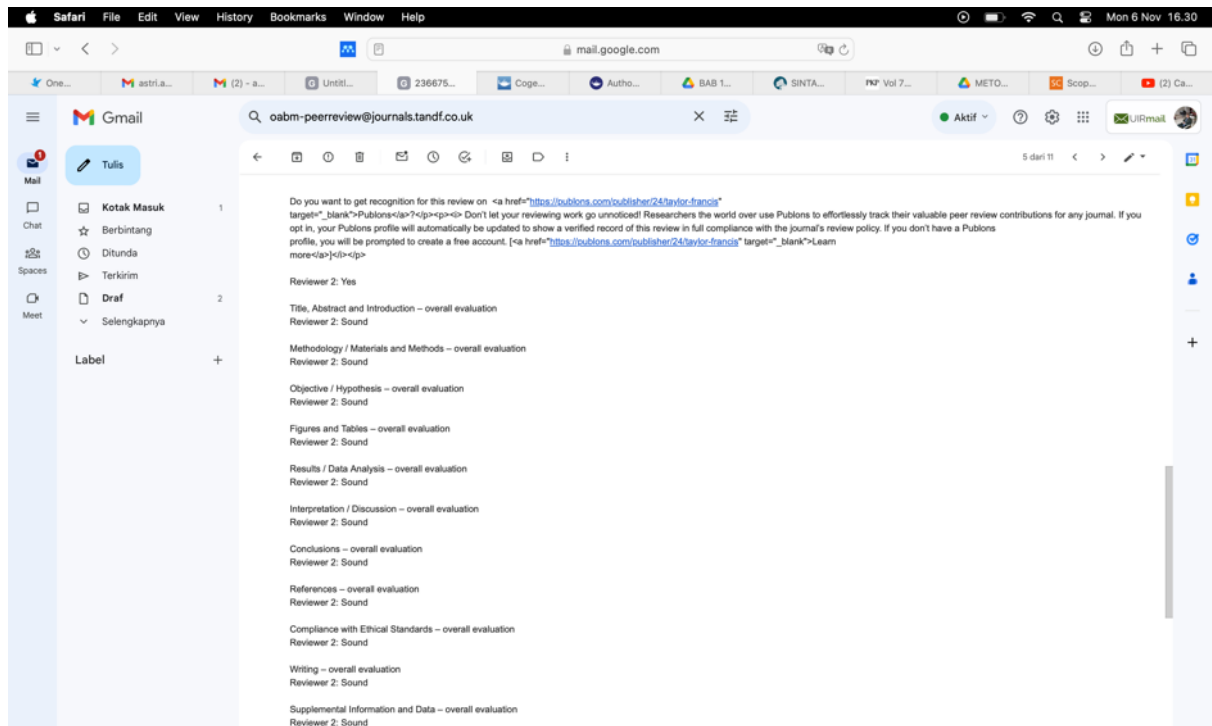 Safari File Edit View History Bookmarks Window Help Mon 6 Nov 16.30
mail.google.com
One... astri.a... (2) – a... Untitl... 236675... Coge... Autho... BAB 1... SINTA... PKP Vol 7... METO... SC Scop... (2) Ca...
Gmail oabm-peerreview@journals.tandf.co.uk Aktif UIRmail
5 dari 11
Mail
Chat
Spaces
Meet
Tulis
Kotak Masuk 1
Berbintang
Ditunda
Terkirim
Draf 2
Selengkapnya
Label +
Do you want to get recognition for this review on <a href="https://publons.com/publisher/24/taylor-francis"
target="_blank">Publons</a>?</p><p><i> Don't let your reviewing work go unnoticed! Researchers the world over use Publons to effortlessly track their valuable peer review contributions for any journal. If you
opt in, your Publons profile will automatically be updated to show a verified record of this review in full compliance with the journal's review policy. If you don't have a Publons
profile, you will be prompted to create a free account. [<a href="https://publons.com/publisher/24/taylor-francis" target="_blank">Learn
more</a>]</i></p>
Reviewer 2: Yes
Title, Abstract and Introduction – overall evaluation
Reviewer 2: Sound
Methodology / Materials and Methods – overall evaluation
Reviewer 2: Sound
Objective / Hypothesis – overall evaluation
Reviewer 2: Sound
Figures and Tables – overall evaluation
Reviewer 2: Sound
Results / Data Analysis – overall evaluation
Reviewer 2: Sound
Interpretation / Discussion – overall evaluation
Reviewer 2: Sound
Conclusions – overall evaluation
Reviewer 2: Sound
References – overall evaluation
Reviewer 2: Sound
Compliance with Ethical Standards – overall evaluation
Reviewer 2: Sound
Writing – overall evaluation
Reviewer 2: Sound
Supplemental Information and Data – overall evaluation
Reviewer 2: Sound